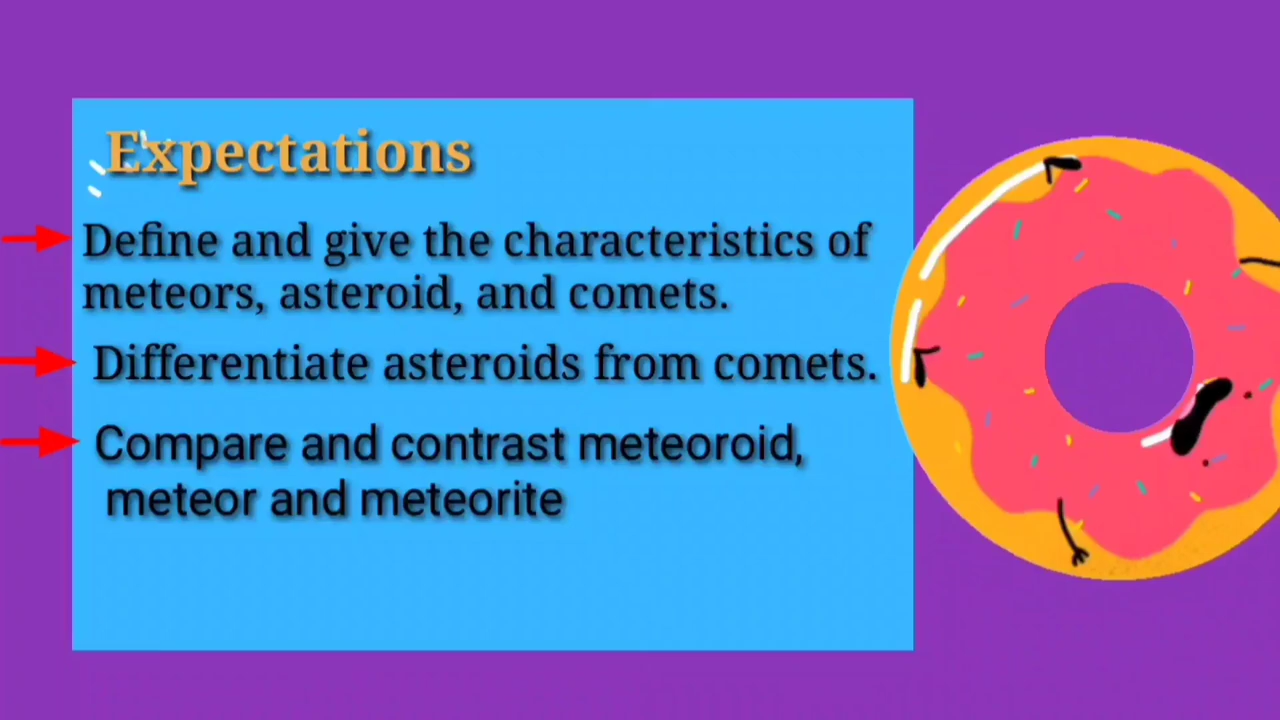 Expectations
Define and give the characteristics of
meteors, asteroid, and comets.
Differentiate asteroids from comets.
Compare and contrast meteoroid,
meteor and meteorite